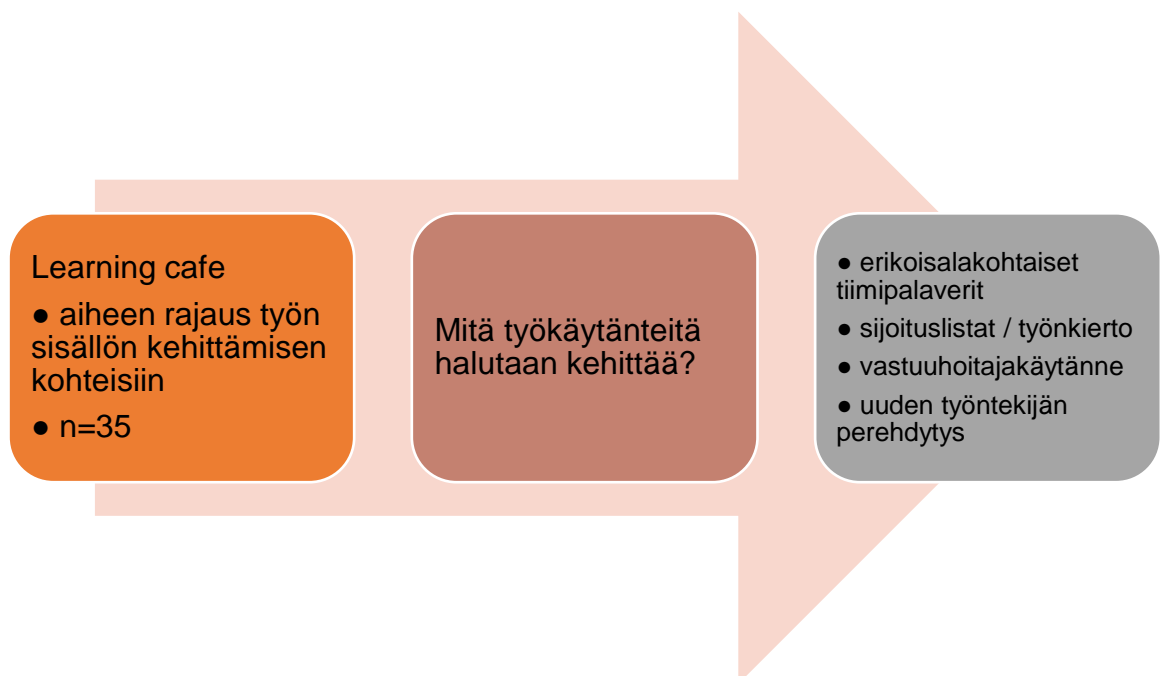 Learning cafe
● aiheen rajaus työn
sisällön kehittämisen
kohteisiin
● n=35
Mitä työkäytänteitä
halutaan kehittää?
● erikoisalakohtaiset
tiimipalaverit
● sijoituslistat / työnkierto
● vastuuhoitajakäytänne
● uuden työntekijän
perehdytys